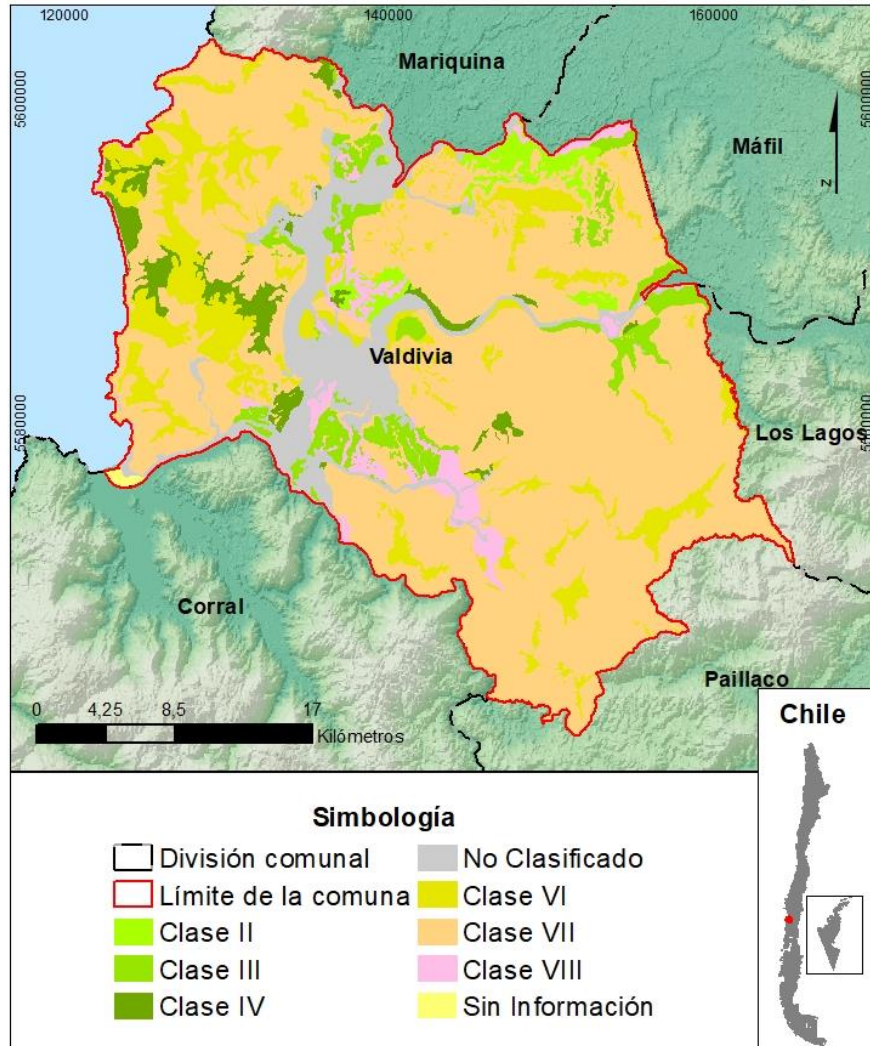 120000 140000 160000
5600000 5600000
Mariquina
Máfil
N
Valdivia
5580000 5580000
Los Lagos
Corral
Paillaco
0 4,25 8,5 17
Kilómetros
Chile
Simbología
División comunal
Límite de la comuna
Clase II
Clase III
Clase IV
No Clasificado
Clase VI
Clase VII
Clase VIII
Sin Información